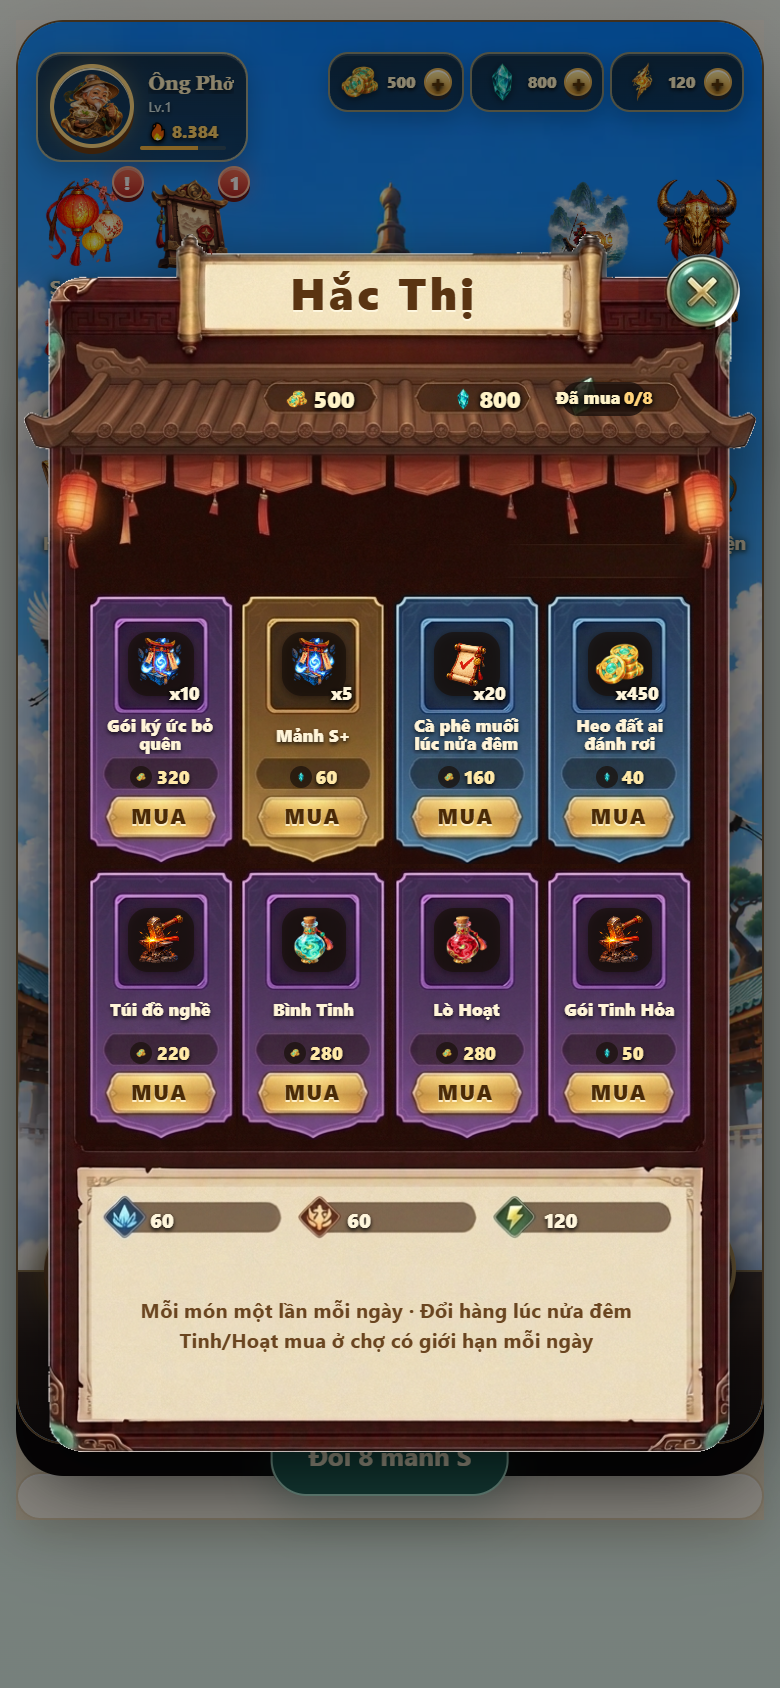 Ông Phở
Lv.1
8.384
500
800
120
!
1
Hắc Thị
500
800
Đã mua 0/8
x10
x5
x20
x450
Gói ký ức bỏ quên
Mảnh S+
Cà phê muối lúc nửa đêm
Heo đất ai đánh rơi
320
60
160
40
MUA
MUA
MUA
MUA
Túi đồ nghề
Bình Tinh
Lò Hoạt
Gói Tinh Hỏa
220
280
280
50
MUA
MUA
MUA
MUA
60
60
120
Mỗi món một lần mỗi ngày · Đổi hàng lúc nửa đêm
Tinh/Hoạt mua ở chợ có giới hạn mỗi ngày
Đổi 8 mảnh S